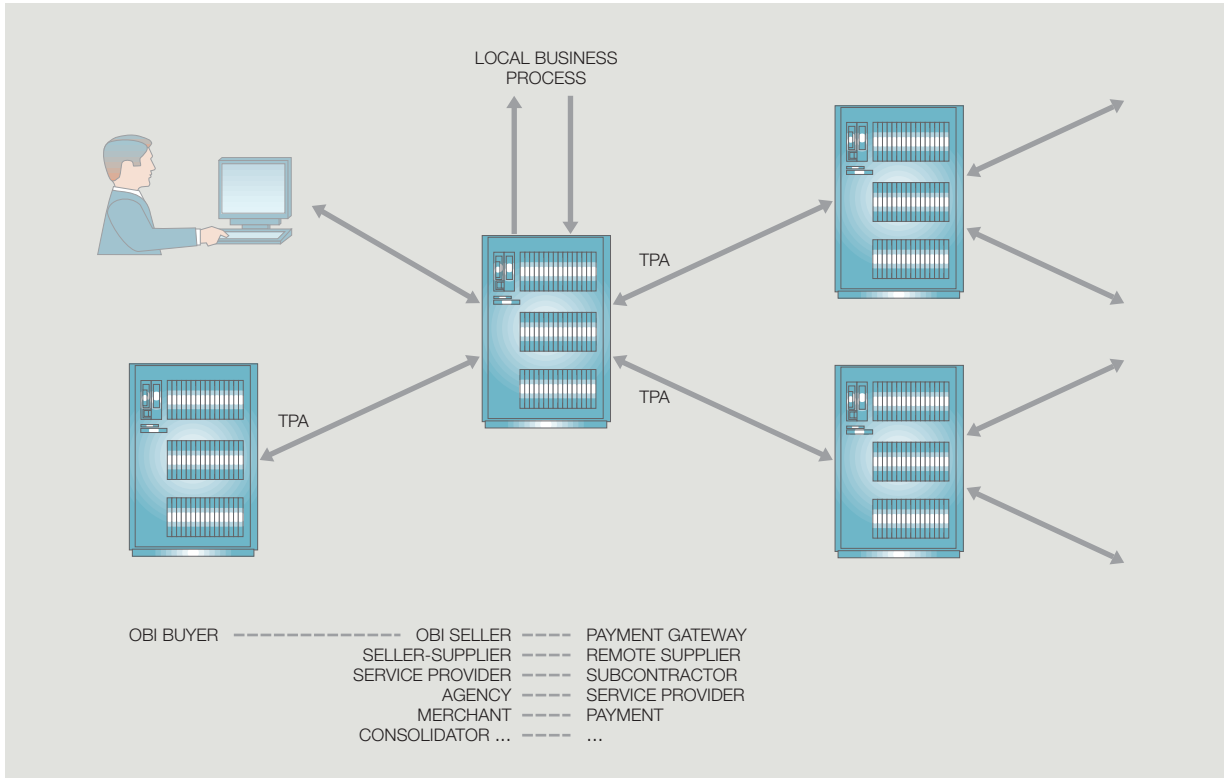 LOCAL BUSINESS
PROCESS
TPA
TPA
TPA
OBI BUYER OBI SELLER PAYMENT GATEWAY
SELLER-SUPPLIER REMOTE SUPPLIER
SERVICE PROVIDER SUBCONTRACTOR
AGENCY SERVICE PROVIDER
MERCHANT PAYMENT
CONSOLIDATOR ... ...